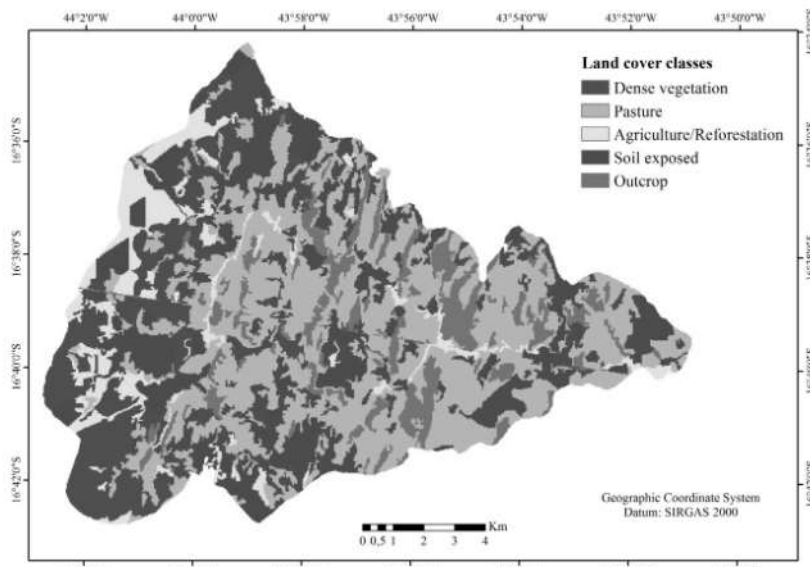 44°2'0"W 44°0'0"W 43°58'0"W 43°56'0"W 43°54'0"W 43°52'0"W 43°50'0"W
Land cover classes
Dense vegetation
Pasture
Agriculture/Reforestation
Soil exposed
Outcrop
16°36'0"S
16°38'0"S
16°40'0"S
16°42'0"S
Geographic Coordinate System
Datum: SIRGAS 2000
Km
0 0,5 1 2 3 4